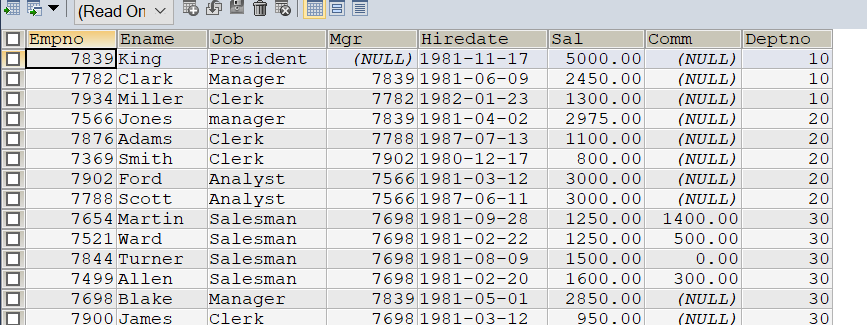 (Read On
Empno Ename Job Mgr Hiredate Sal Comm Deptno
7839 King President (NULL) 1981-11-17 5000.00 (NULL) 10
7782 Clark Manager 7839 1981-06-09 2450.00 (NULL) 10
7934 Miller Clerk 7782 1982-01-23 1300.00 (NULL) 10
7566 Jones manager 7839 1981-04-02 2975.00 (NULL) 20
7876 Adams Clerk 7788 1987-07-13 1100.00 (NULL) 20
7369 Smith Clerk 7902 1980-12-17 800.00 (NULL) 20
7902 Ford Analyst 7566 1981-03-12 3000.00 (NULL) 20
7788 Scott Analyst 7566 1987-06-11 3000.00 (NULL) 20
7654 Martin Salesman 7698 1981-09-28 1250.00 1400.00 30
7521 Ward Salesman 7698 1981-02-22 1250.00 500.00 30
7844 Turner Salesman 7698 1981-08-09 1500.00 0.00 30
7499 Allen Salesman 7698 1981-02-20 1600.00 300.00 30
7698 Blake Manager 7839 1981-05-01 2850.00 (NULL) 30
7900 James Clerk 7698 1981-03-12 950.00 (NULL) 30